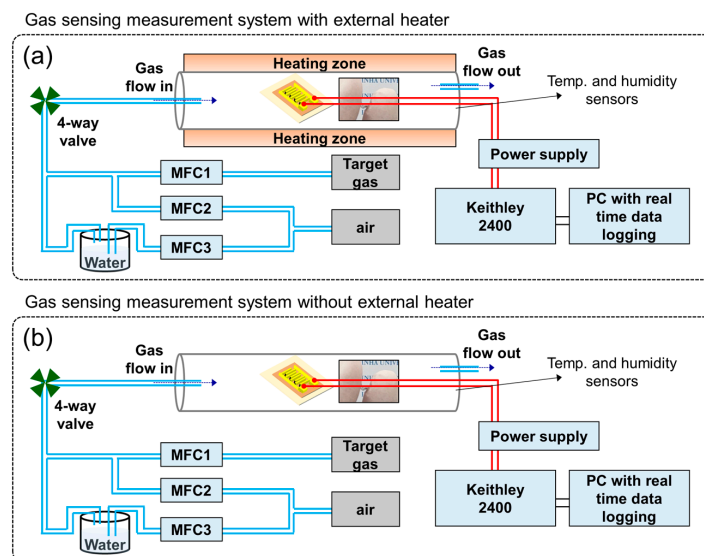 Gas sensing measurement system with external heater
(a)
Heating zone
Gas
flow in
Gas
flow out
INHA UNIV
Temp. and humidity
sensors
4-way
valve
Heating zone
MFC1
Target
gas
Power supply
MFC2
air
Keithley
2400
PC with real
time data
logging
MFC3
Water
Gas sensing measurement system without external heater
(b)
Gas
flow in
Gas
flow out
Temp. and humidity
sensors
4-way
valve
MFC1
Target
gas
Power supply
MFC2
air
Keithley
2400
PC with real
time data
logging
MFC3
Water